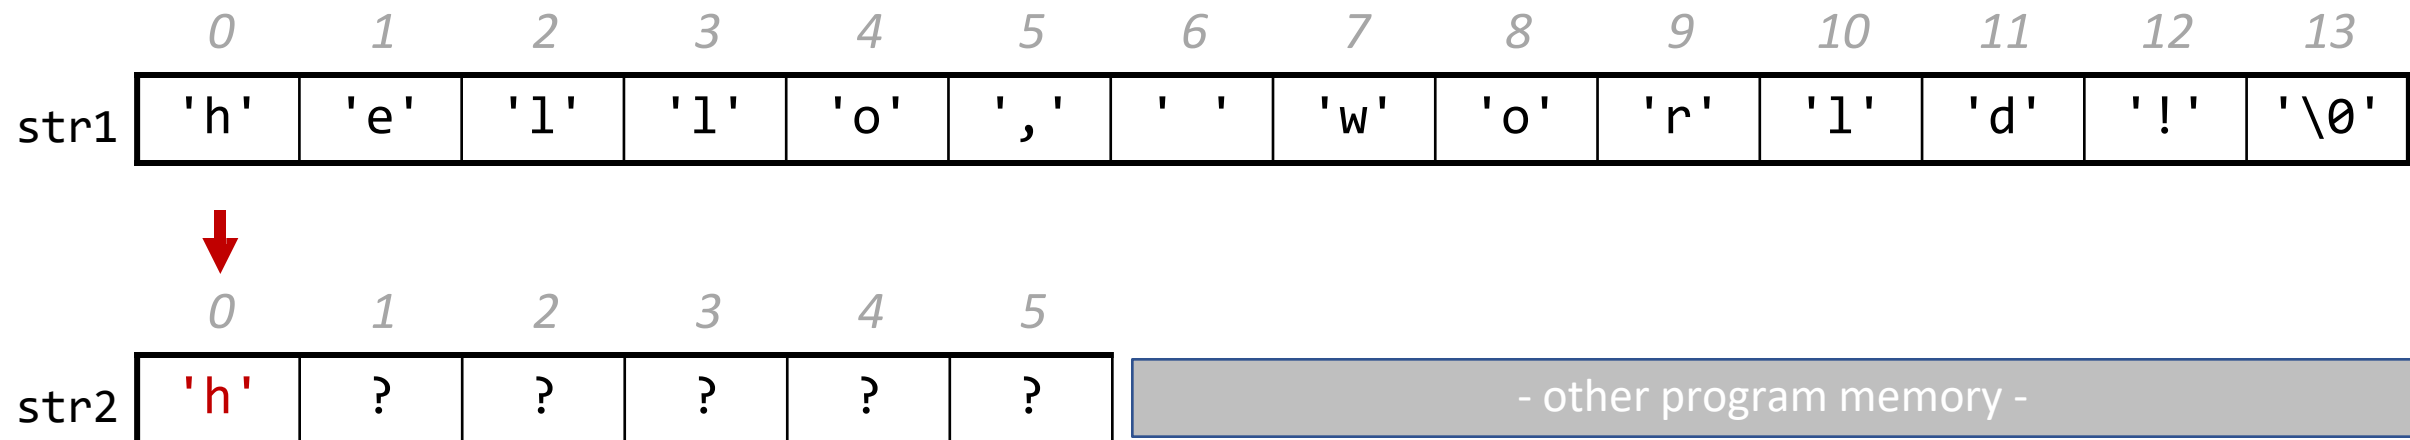 0 1 2 3 4 5 6 7 8 9 10 11 12 13
str1 'h' 'e' 'l' 'l' 'o' ',' ' ' 'w' 'o' 'r' 'l' 'd' '!' '\0'
0 1 2 3 4 5
str2 'h' ? ? ? ? ? - other program memory -